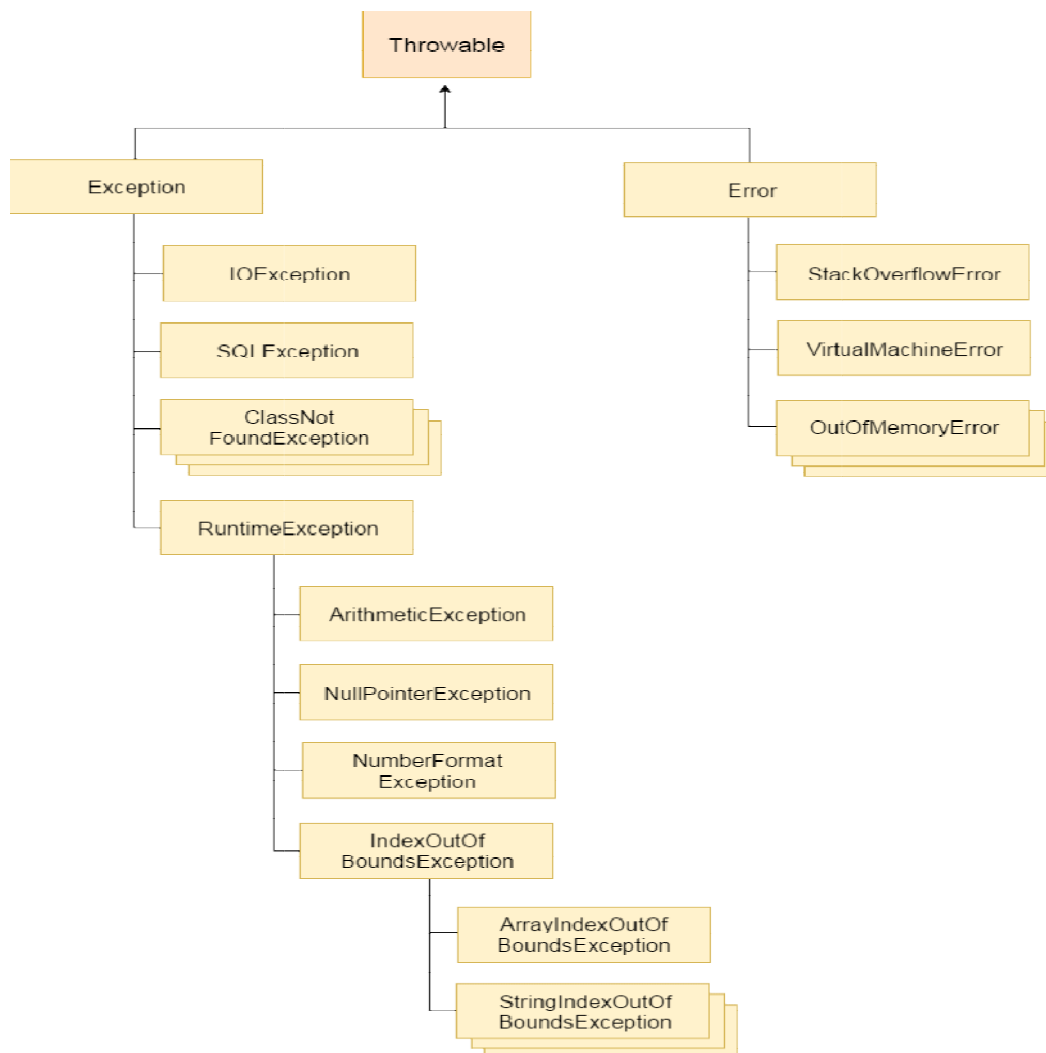 Throwable
Exception
Error
IOException
StackOverflowError
SQLException
VirtualMachineError
ClassNot
FoundException
OutOfMemoryError
RuntimeException
ArithmeticException
NullPointerException
NumberFormat
Exception
IndexOutOf
BoundsException
ArrayIndexOutOf
BoundsException
StringIndexOutOf
BoundsException